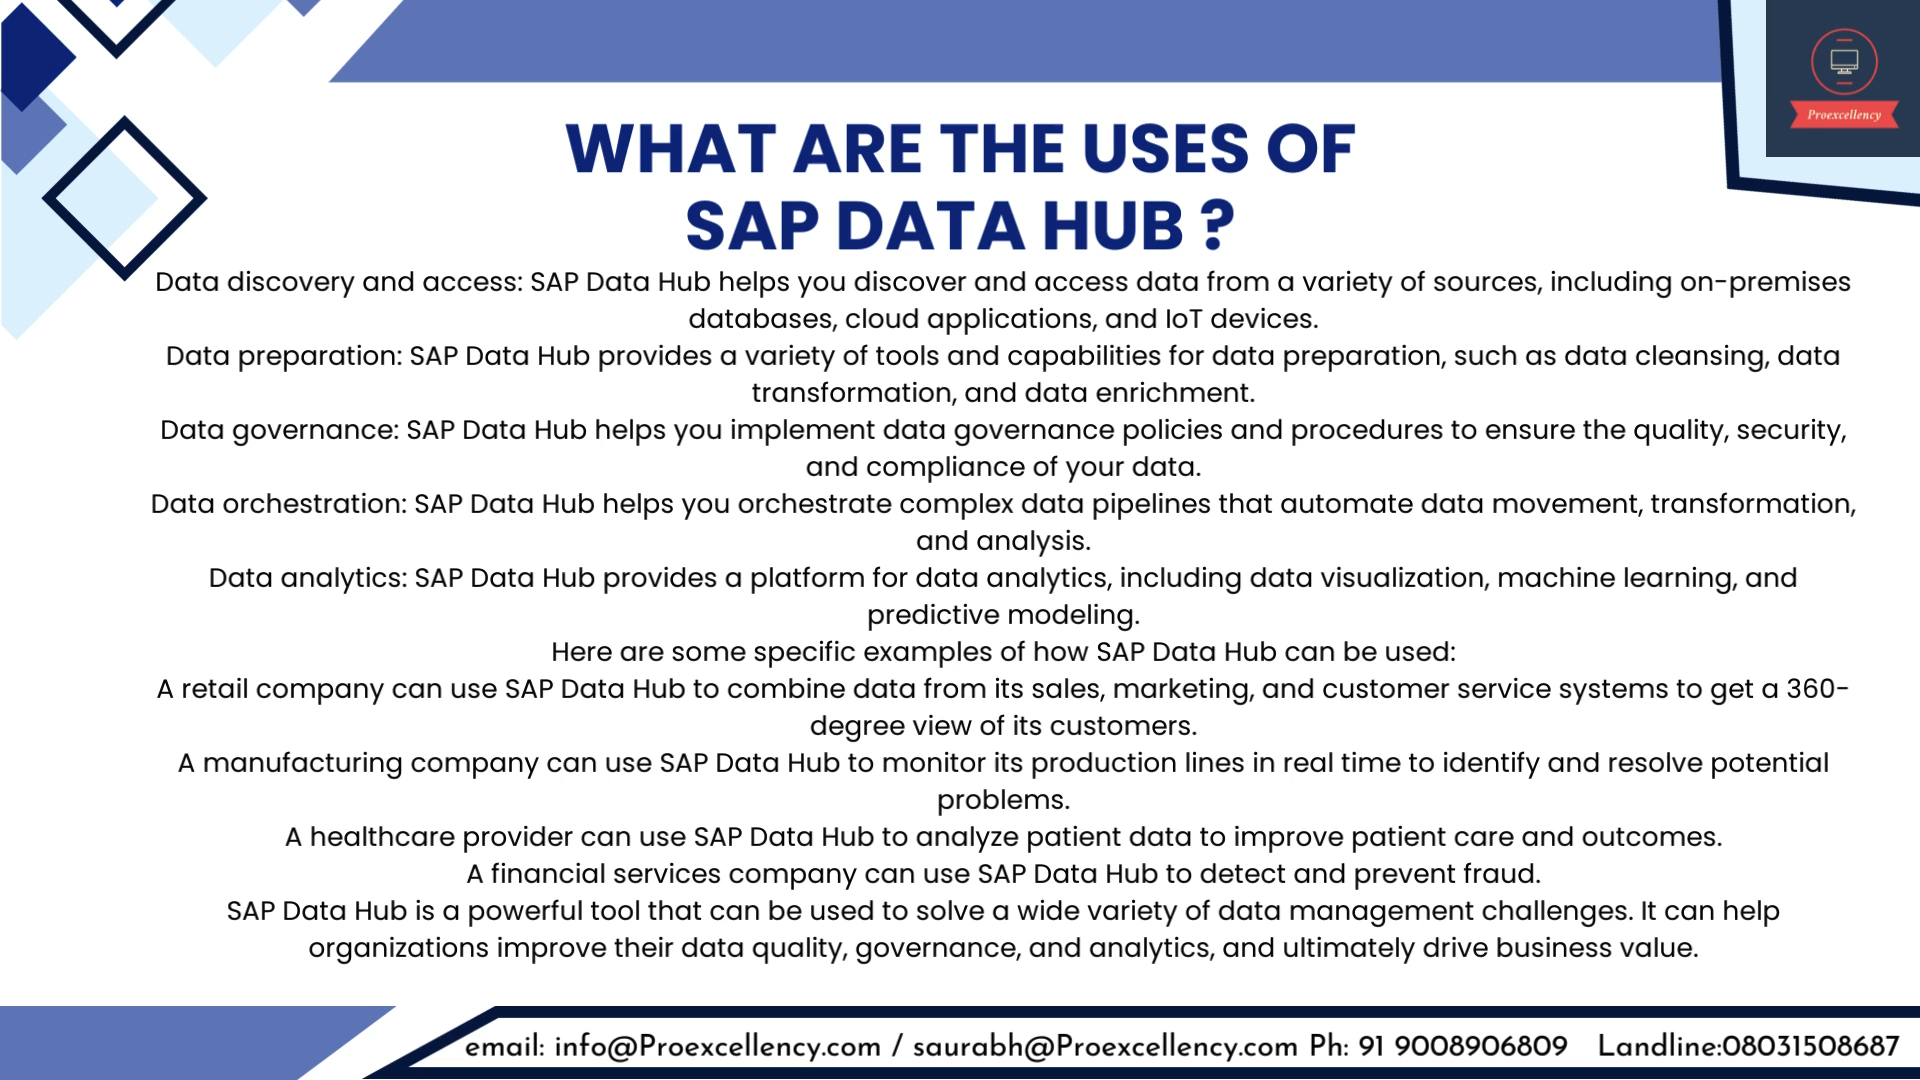 Proexcellency
WHAT ARE THE USES OF
SAP DATA HUB ?
Data discovery and access: SAP Data Hub helps you discover and access data from a variety of sources, including on-premises
databases, cloud applications, and IoT devices.
Data preparation: SAP Data Hub provides a variety of tools and capabilities for data preparation, such as data cleansing, data
transformation, and data enrichment.
Data governance: SAP Data Hub helps you implement data governance policies and procedures to ensure the quality, security,
and compliance of your data.
Data orchestration: SAP Data Hub helps you orchestrate complex data pipelines that automate data movement, transformation,
and analysis.
Data analytics: SAP Data Hub provides a platform for data analytics, including data visualization, machine learning, and
predictive modeling.
Here are some specific examples of how SAP Data Hub can be used:
A retail company can use SAP Data Hub to combine data from its sales, marketing, and customer service systems to get a 360-
degree view of its customers.
A manufacturing company can use SAP Data Hub to monitor its production lines in real time to identify and resolve potential
problems.
A healthcare provider can use SAP Data Hub to analyze patient data to improve patient care and outcomes.
A financial services company can use SAP Data Hub to detect and prevent fraud.
SAP Data Hub is a powerful tool that can be used to solve a wide variety of data management challenges. It can help
organizations improve their data quality, governance, and analytics, and ultimately drive business value.
email: info@Proexcellency.com / saurabh@Proexcellency.com Ph: 91 9008906809 Landline:08031508687